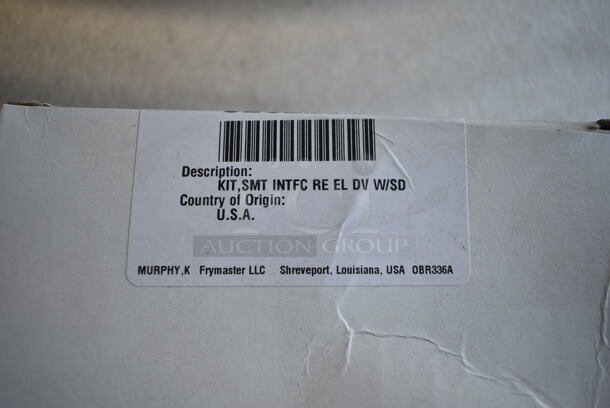 Description:
KIT,SMT INTFC RE EL DV W/SD
Country of Origin:
U.S.A.
AUCTION GROUP
MURPHY,K Frymaster LLC Shreveport, Louisiana, USA OBR336A